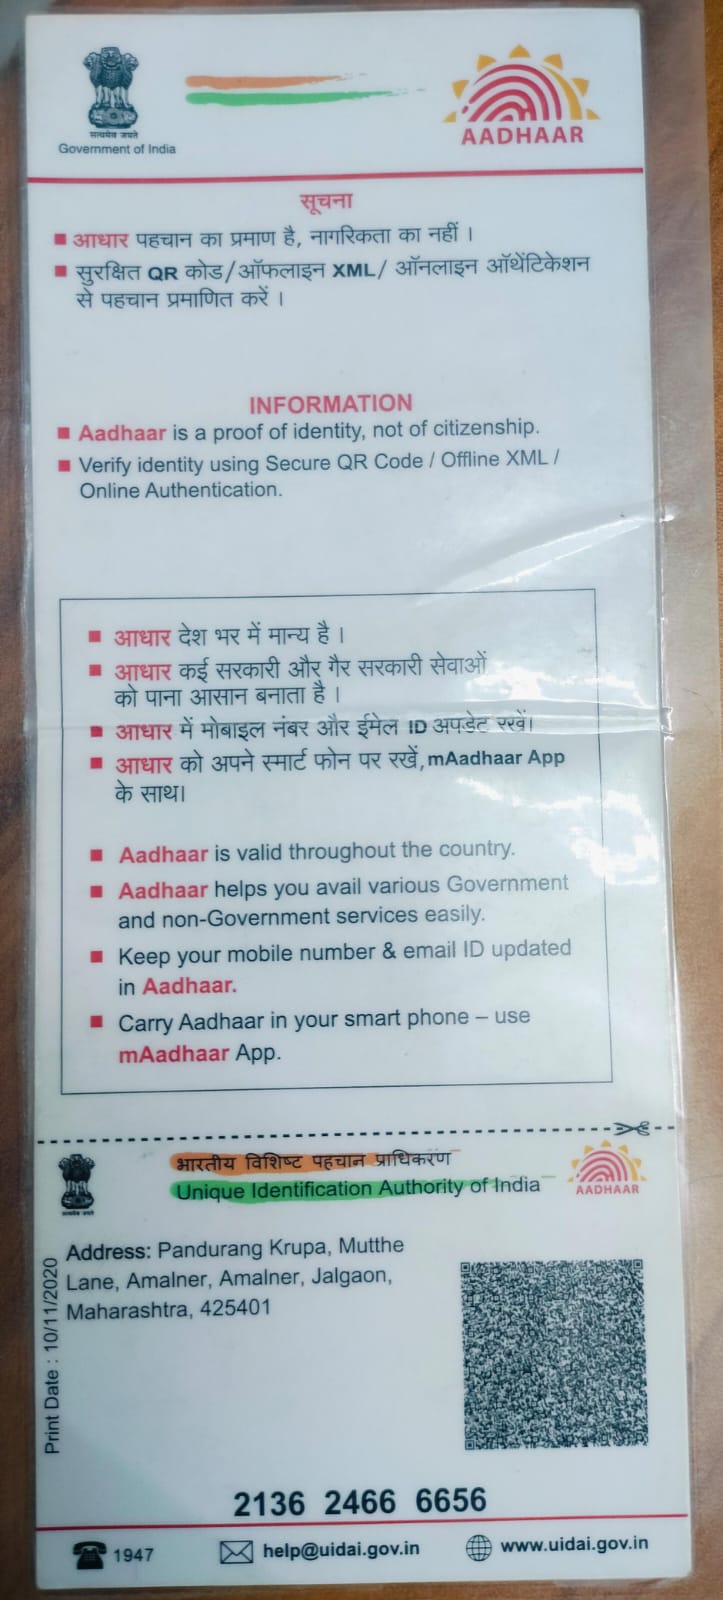 सत्यमेव जयते
Government of India
AADHAAR
सूचना
■ आधार पहचान का प्रमाण है, नागरिकता का नहीं ।
■ सुरक्षित QR कोड/ऑफलाइन XML/ ऑनलाइन ऑथेंटिकेशन
से पहचान प्रमाणित करें ।
INFORMATION
■ Aadhaar is a proof of identity, not of citizenship.
■ Verify identity using Secure QR Code / Offline XML /
Online Authentication.
■ आधार देश भर में मान्य है ।
■ आधार कई सरकारी और गैर सरकारी सेवाओं
को पाना आसान बनाता है ।
■ आधार में मोबाइल नंबर और ईमेल ID अपडेट रखें।
■ आधार को अपने स्मार्ट फोन पर रखें, mAadhaar App
के साथ।
■ Aadhaar is valid throughout the country.
■ Aadhaar helps you avail various Government
and non-Government services easily.
■ Keep your mobile number & email ID updated
in Aadhaar.
■ Carry Aadhaar in your smart phone – use
mAadhaar App.
सत्यमेव जयते
भारतीय विशिष्ट पहचान प्राधिकरण
Unique Identification Authority of India
AADHAAR
Print Date : 10/11/2020
Address: Pandurang Krupa, Mutthe
Lane, Amalner, Amalner, Jalgaon,
Maharashtra, 425401
2136 2466 6656
1947
help@uidai.gov.in
www.uidai.gov.in